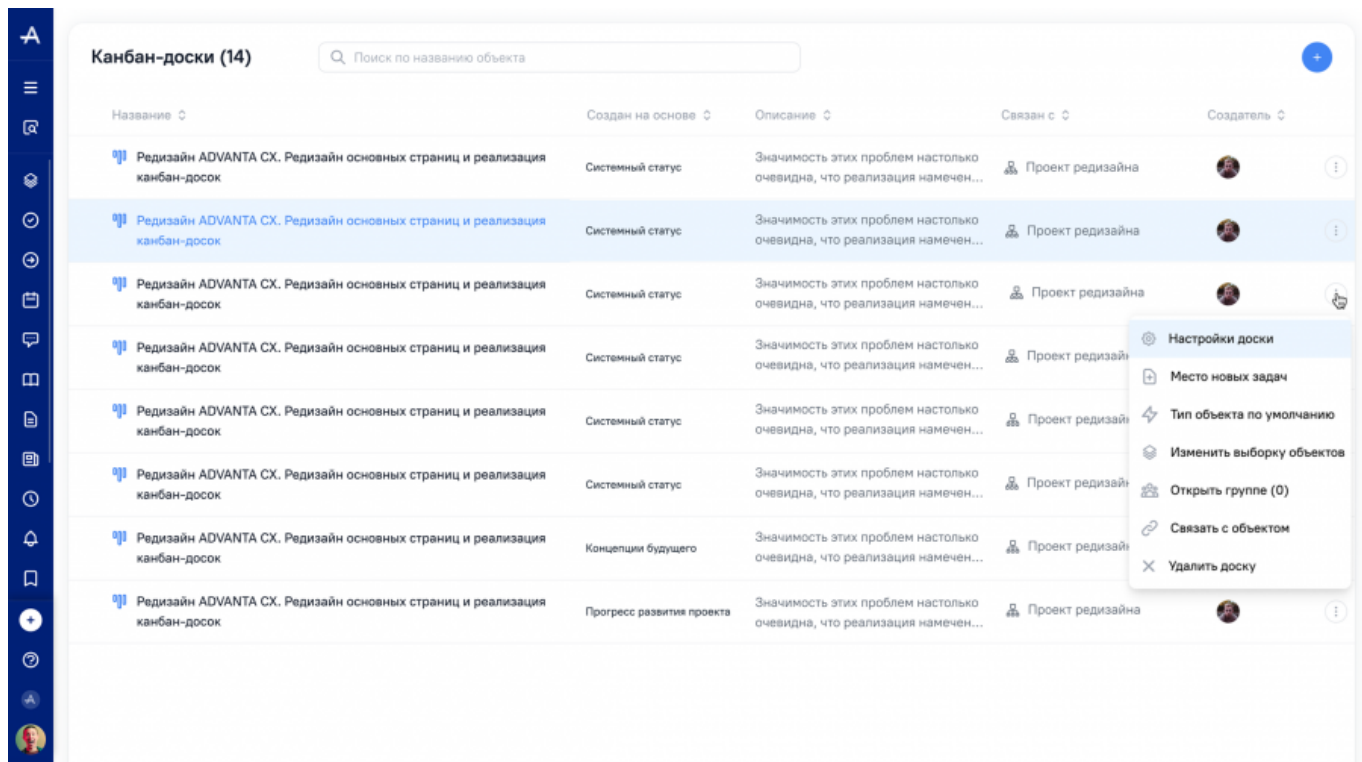 Канбан-доски (14)
Поиск по названию объекта
Название
Создан на основе
Описание
Связан с
Создатель
Редизайн ADVANTA CX. Редизайн основных страниц и реализация
канбан-досок
Системный статус
Значимость этих проблем настолько
очевидна, что реализация намечен...
Проект редизайна
Редизайн ADVANTA CX. Редизайн основных страниц и реализация
канбан-досок
Системный статус
Значимость этих проблем настолько
очевидна, что реализация намечен...
Проект редизайна
Редизайн ADVANTA CX. Редизайн основных страниц и реализация
канбан-досок
Системный статус
Значимость этих проблем настолько
очевидна, что реализация намечен...
Проект редизайна
Редизайн ADVANTA CX. Редизайн основных страниц и реализация
канбан-досок
Системный статус
Значимость этих проблем настолько
очевидна, что реализация намечен...
Проект редизайн
Редизайн ADVANTA CX. Редизайн основных страниц и реализация
канбан-досок
Системный статус
Значимость этих проблем настолько
очевидна, что реализация намечен...
Проект редизайн
Редизайн ADVANTA CX. Редизайн основных страниц и реализация
канбан-досок
Системный статус
Значимость этих проблем настолько
очевидна, что реализация намечен...
Проект редизайн
Редизайн ADVANTA CX. Редизайн основных страниц и реализация
канбан-досок
Концепции будущего
Значимость этих проблем настолько
очевидна, что реализация намечен...
Проект редизайн
Редизайн ADVANTA CX. Редизайн основных страниц и реализация
канбан-досок
Прогресс развития проекта
Значимость этих проблем настолько
очевидна, что реализация намечен...
Проект редизайна
Настройки доски
Место новых задач
Тип объекта по умолчанию
Изменить выборку объектов
Открыть группе (0)
Связать с объектом
Удалить доску